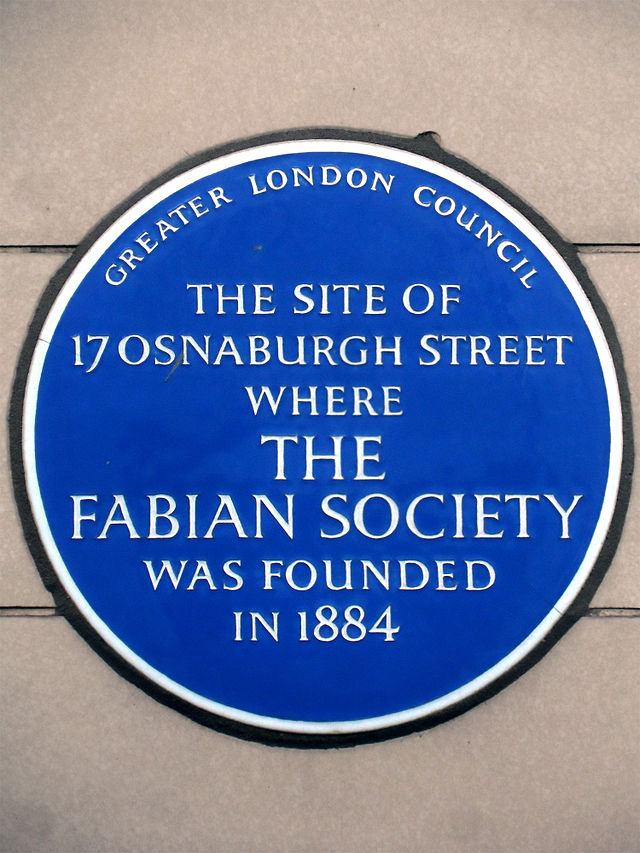 GREATER LONDON COUNCIL
THE SITE OF
17 OSNABURGH STREET
WHERE
THE
FABIAN SOCIETY
WAS FOUNDED
IN 1884